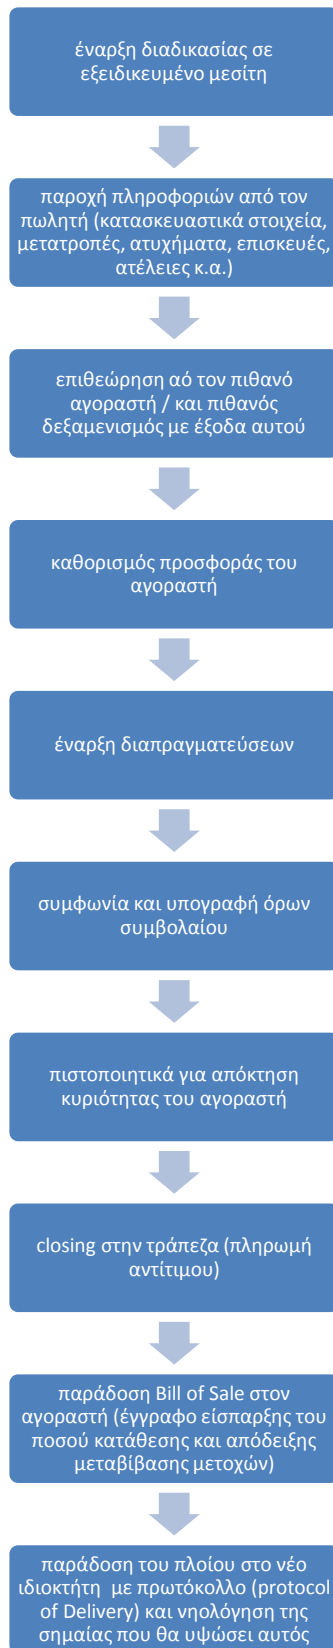 έναρξη διαδικασίας σε
εξειδικευμένο μεσίτη
παροχή πληροφοριών από τον
πωλητή (κατασκευαστικά στοιχεία,
μετατροπές, ατυχήματα, επισκευές,
ατέλειες κ.α.)
επιθεώρηση αό τον πιθανό
αγοραστή / και πιθανός
δεξαμενισμός με έξοδα αυτού
καθορισμός προσφοράς του
αγοραστή
έναρξη διαπραγματεύσεων
συμφωνία και υπογραφή όρων
συμβολαίου
πιστοποιητικά για απόκτηση
κυριότητας του αγοραστή
closing στην τράπεζα (πληρωμή
αντίτιμου)
παράδοση Bill of Sale στον
αγοραστή (έγγραφο είσπραξης του
ποσού κατάθεσης και απόδειξης
μεταβίβασης μετοχών)
παράδοση του πλοίου στο νέο
ιδιοκτήτη με πρωτόκολλο (protocol
of Delivery) και νηολόγηση της
σημαίας που θα υψώσει αυτός